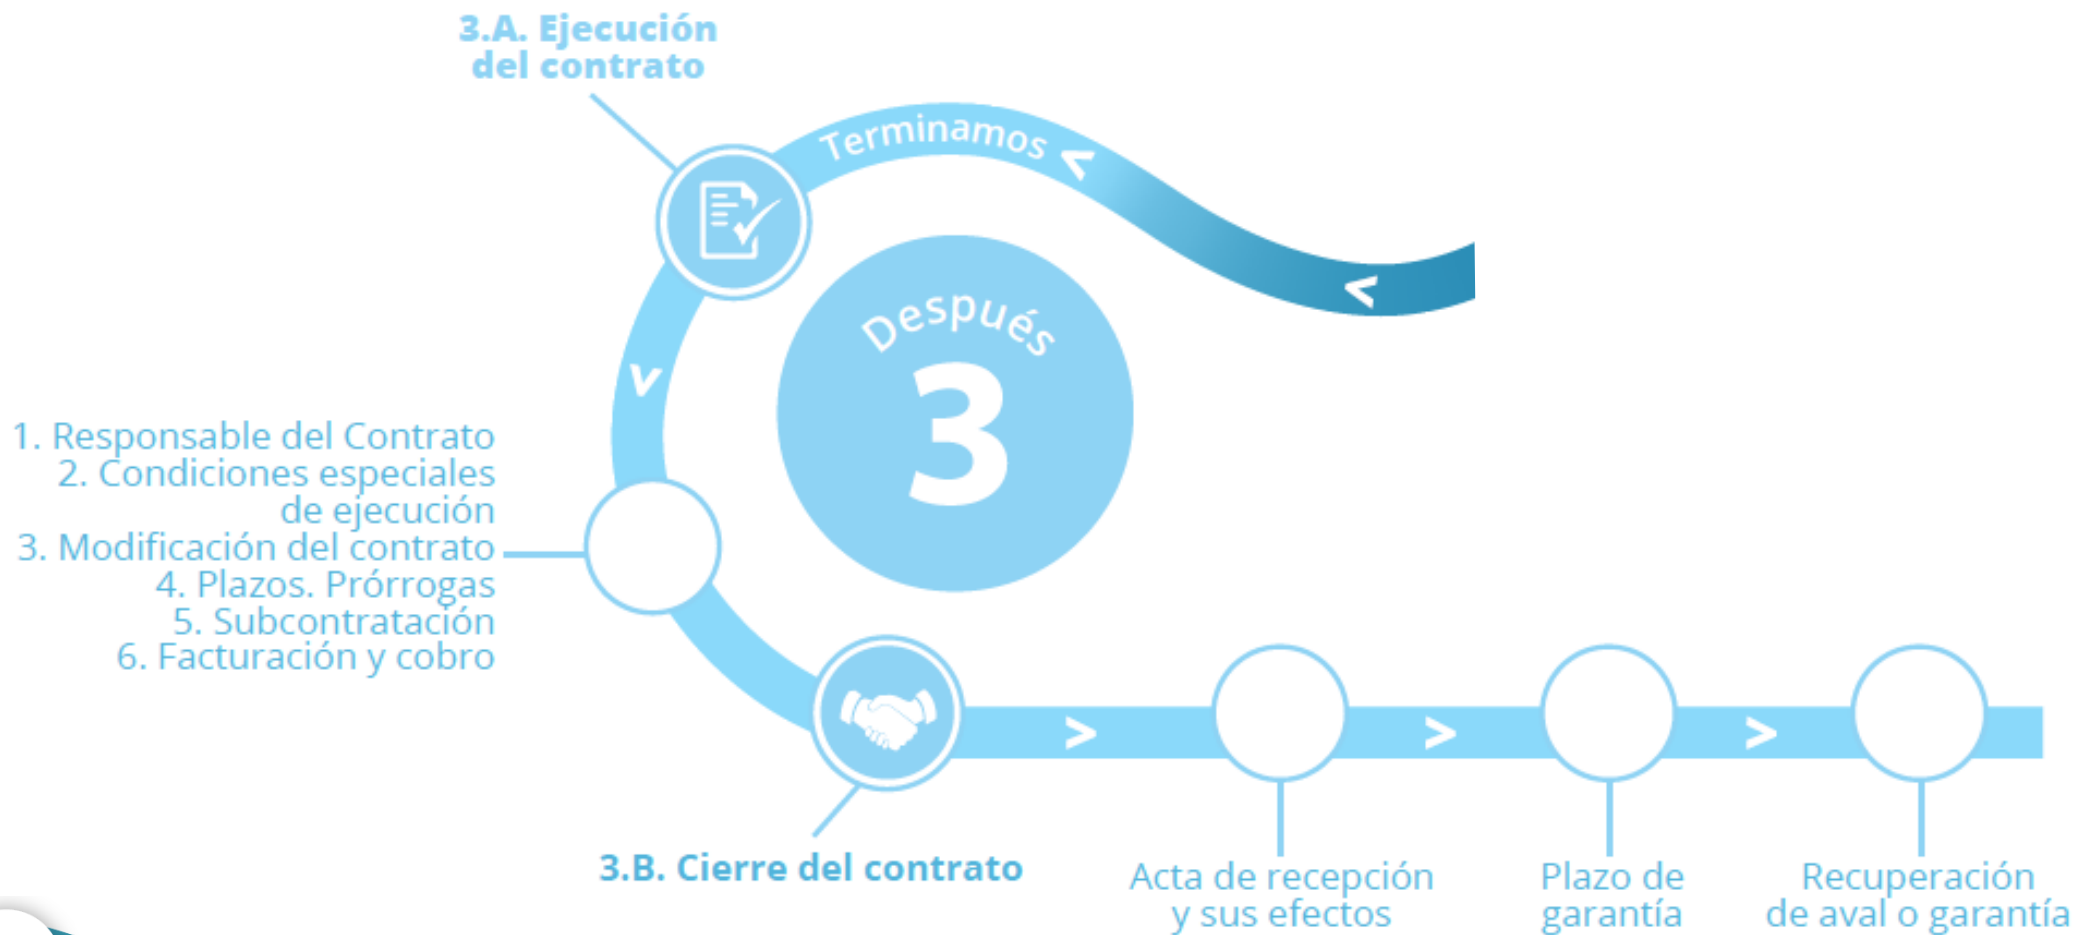 3.A. Ejecución
del contrato
Terminamos
Después
3
1. Responsable del Contrato
2. Condiciones especiales
de ejecución
3. Modificación del contrato
4. Plazos. Prórrogas
5. Subcontratación
6. Facturación y cobro
3.B. Cierre del contrato
Acta de recepción
y sus efectos
Plazo de
garantía
Recuperación
de aval o garantía